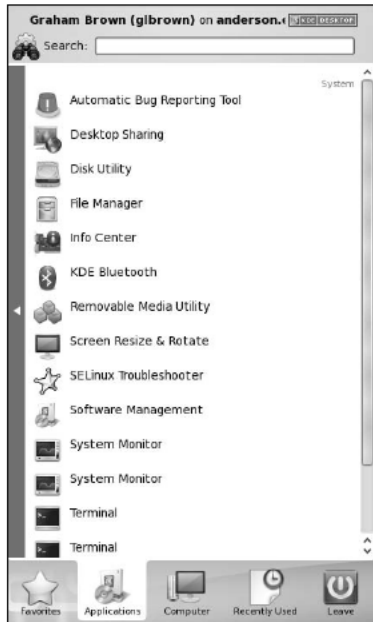 Graham Brown (glbrown) on anderson.
KDE DESKTOP
Search:
System
Automatic Bug Reporting Tool
Desktop Sharing
Disk Utility
File Manager
Info Center
KDE Bluetooth
Removable Media Utility
Screen Resize & Rotate
SELinux Troubleshooter
Software Management
System Monitor
System Monitor
Terminal
Terminal
Favorites Applications Computer Recently Used Leave